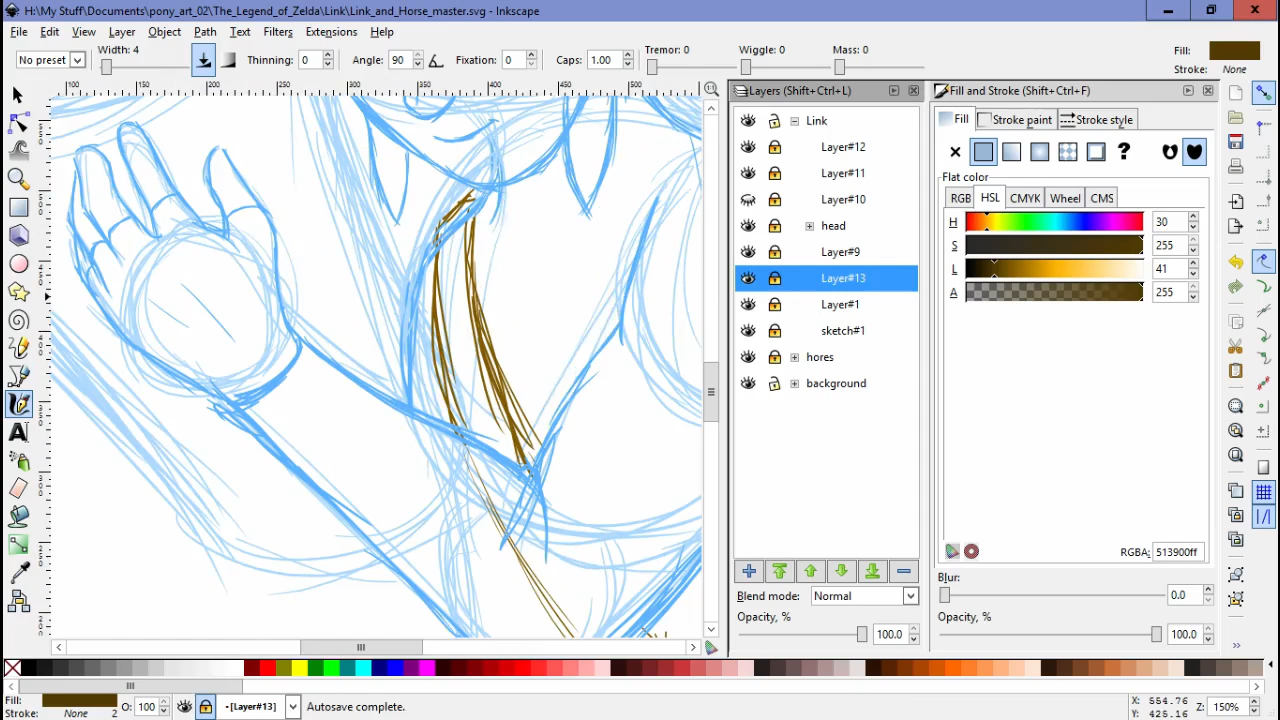 H:\My Stuff\Documents\pony_art_02\The_Legend_of_Zelda\Link\Link_and_Horse_master.svg - Inkscape
File Edit View Layer Object Path Text Filters Extensions Help
No preset Width: 4 Thinning: 0 Angle: 90 Fixation: 0 Caps: 1.00 Tremor: 0 Wiggle: 0 Mass: 0 Fill: Stroke: None
Layers (Shift+Ctrl+L)
Fill and Stroke (Shift+Ctrl+F)
Link
Layer#12
Layer#11
Layer#10
head
Layer#9
Layer#13
Layer#1
sketch#1
hores
background
Blend mode: Normal
Opacity, %
100.0
Fill Stroke paint Stroke style
Flat color
RGB HSL CMYK Wheel CMS
H 30
S 255
L 41
A 255
RGBA: 513900ff
Blur:
0.0
Opacity, %
100.0
Fill:
Stroke: None 2
O: 100
•[Layer#13]
Autosave complete.
X: 554.76
Y: 425.16
Z: 150%